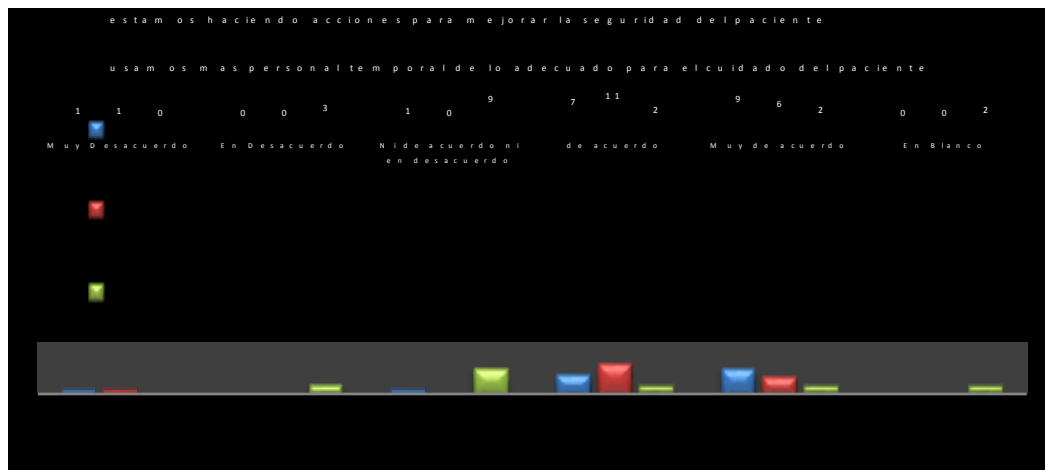 estamos haciendo acciones para mejorar la seguridad del paciente
usamos mas personal temporal de lo adecuado para el cuidado del paciente
1 1 0 0 0 3 1 0 9 7 11 2 9 6 2 0 0 2
Muy Desacuerdo En Desacuerdo Ni de acuerdo ni de acuerdo Muy de acuerdo En Blanco
en desacuerdo